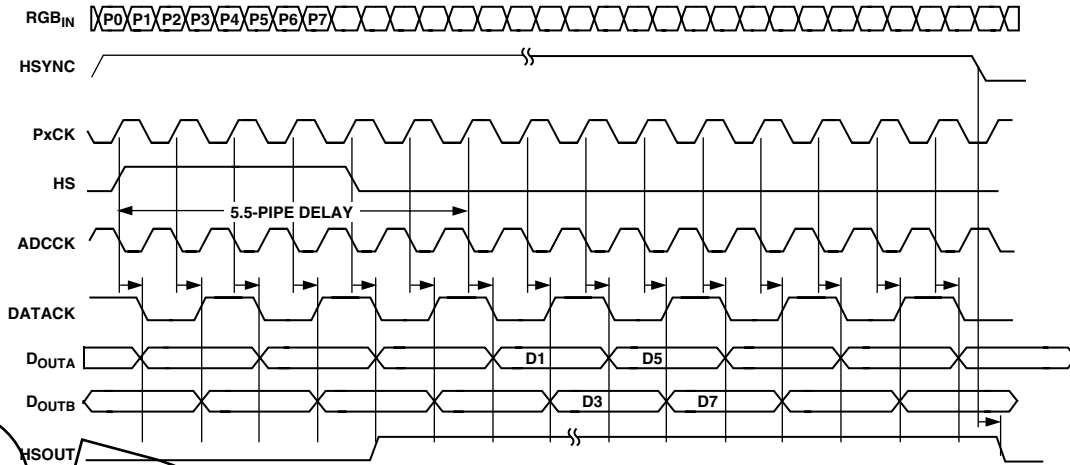 RGBIN P0 P1 P2 P3 P4 P5 P6 P7
HSYNC
PxCK
HS
5.5-PIPE DELAY
ADCCK
DATACK
DOUTA D1 D5
DOUTB D3 D7
HSOUT